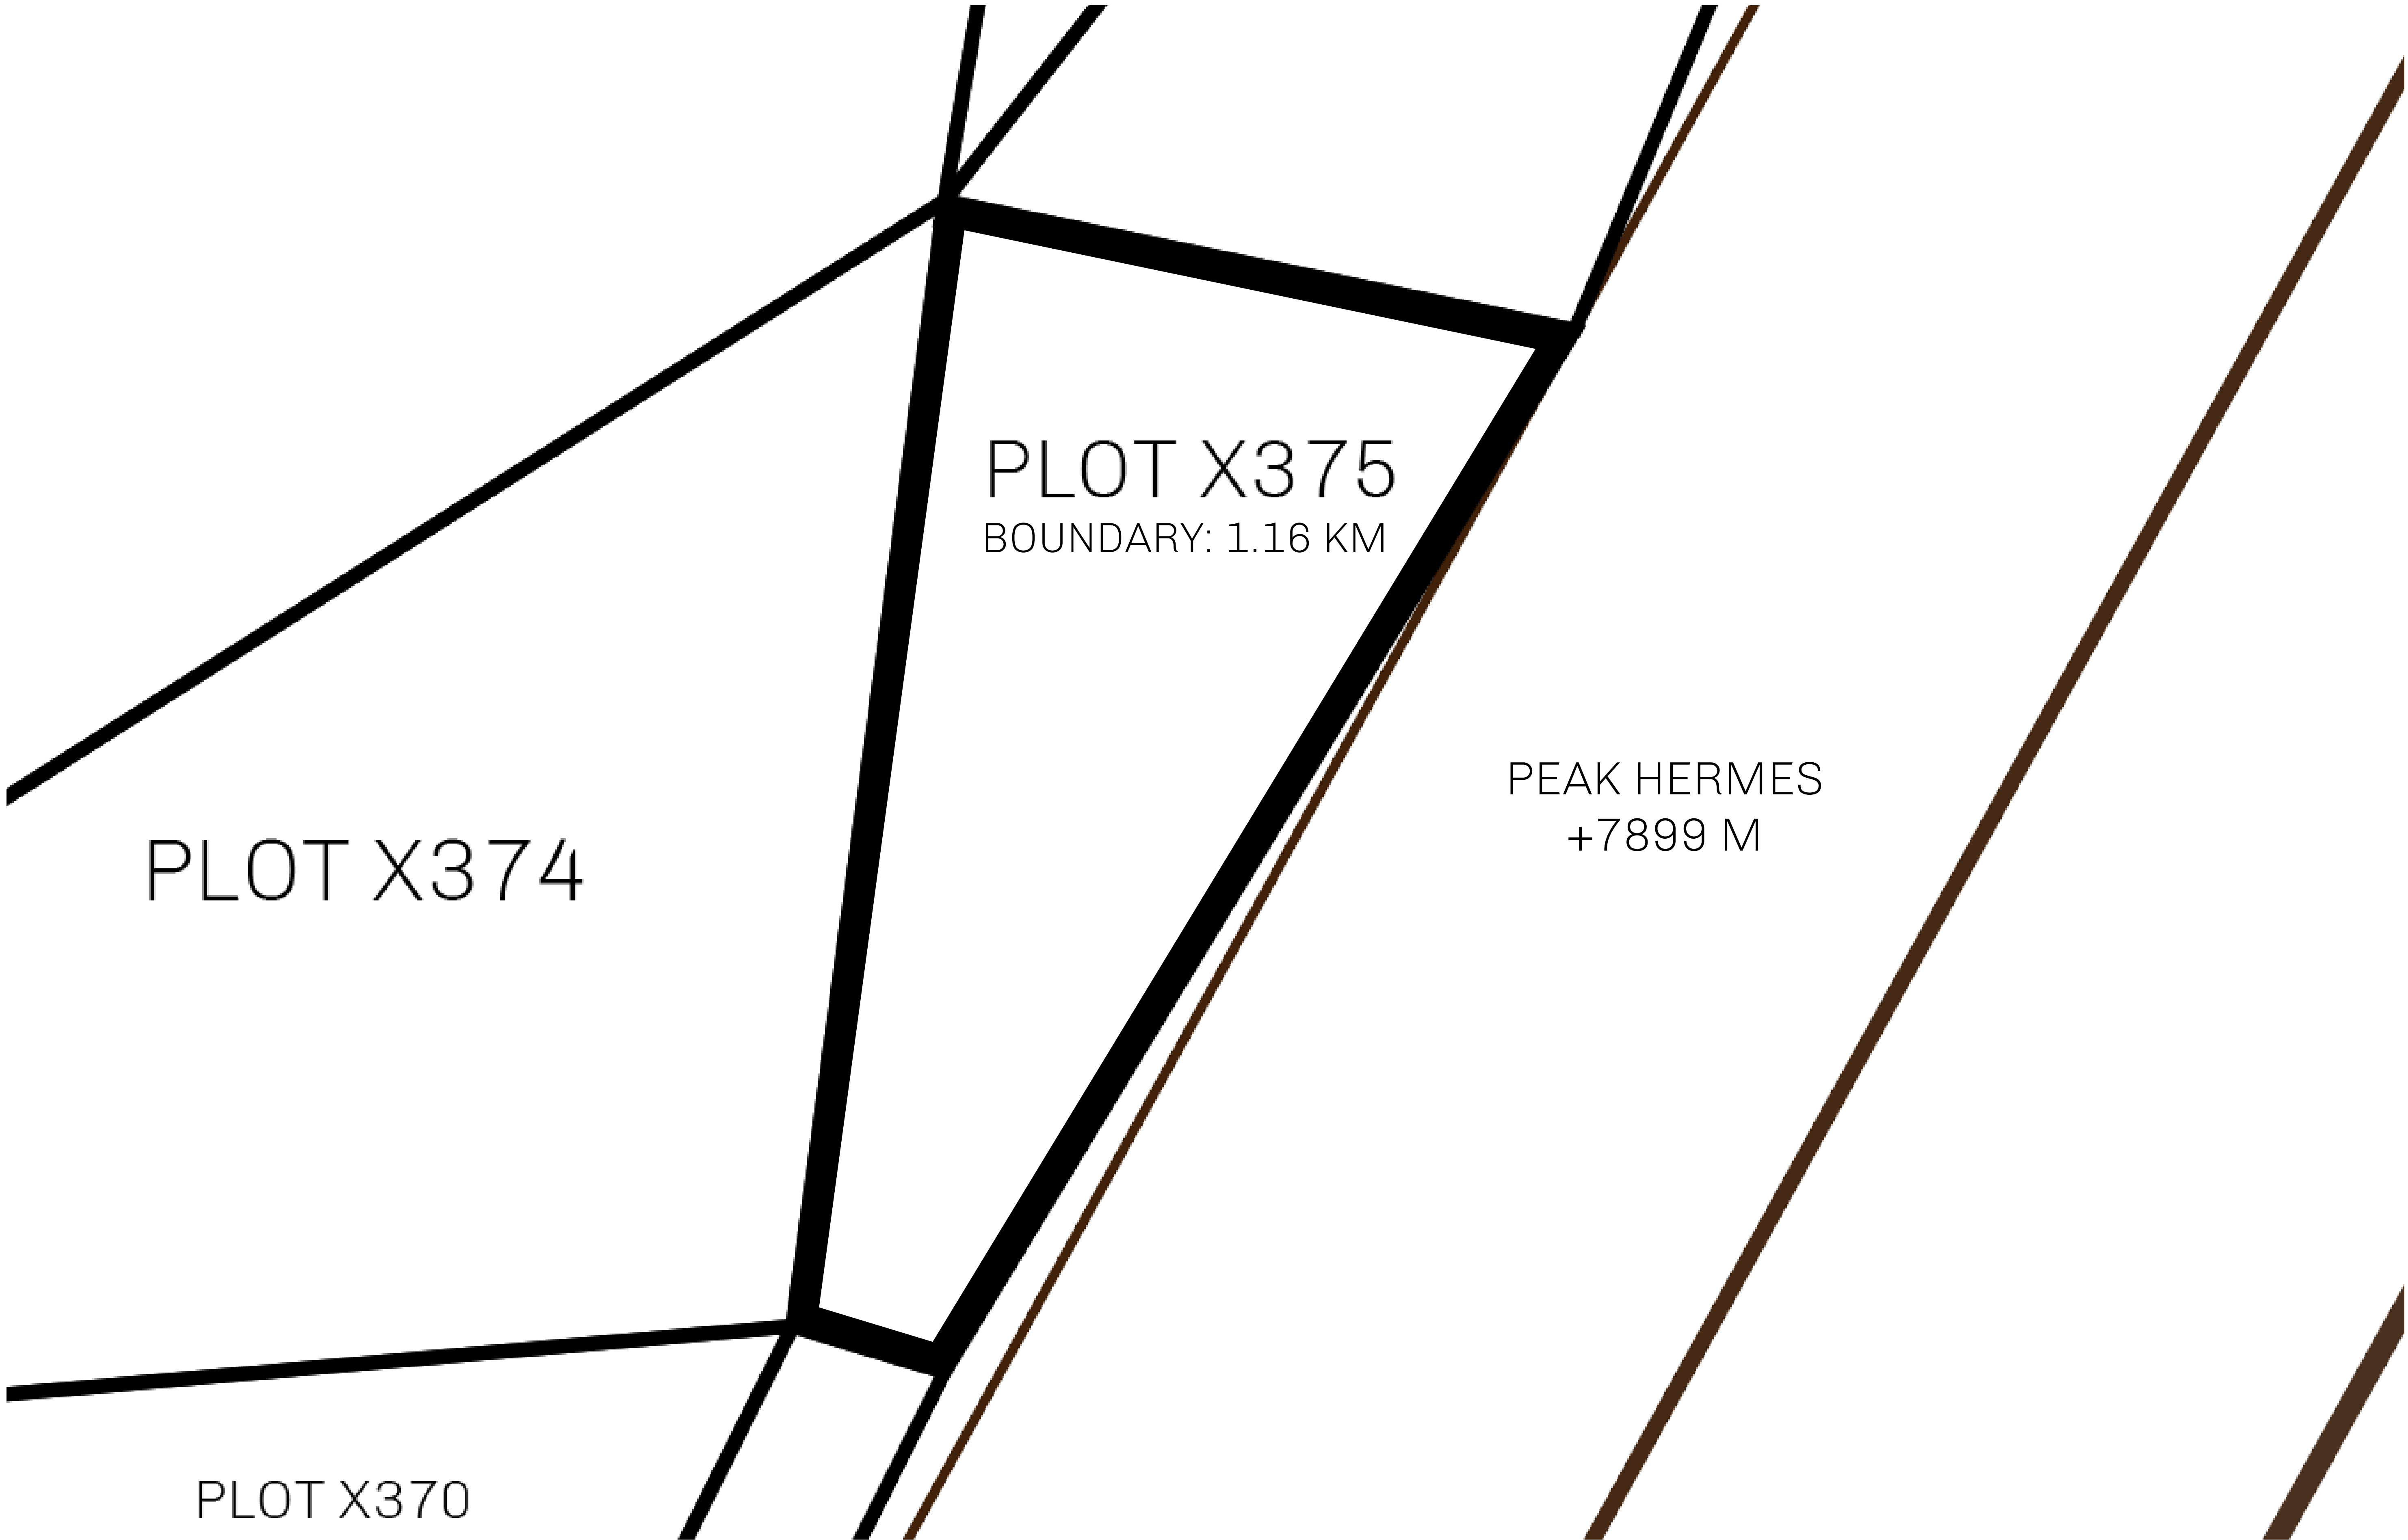 PLOT X375
BOUNDARY: 1.16 KM
PEAK HERMES
+7899 M
PLOT X374
PLOT X370